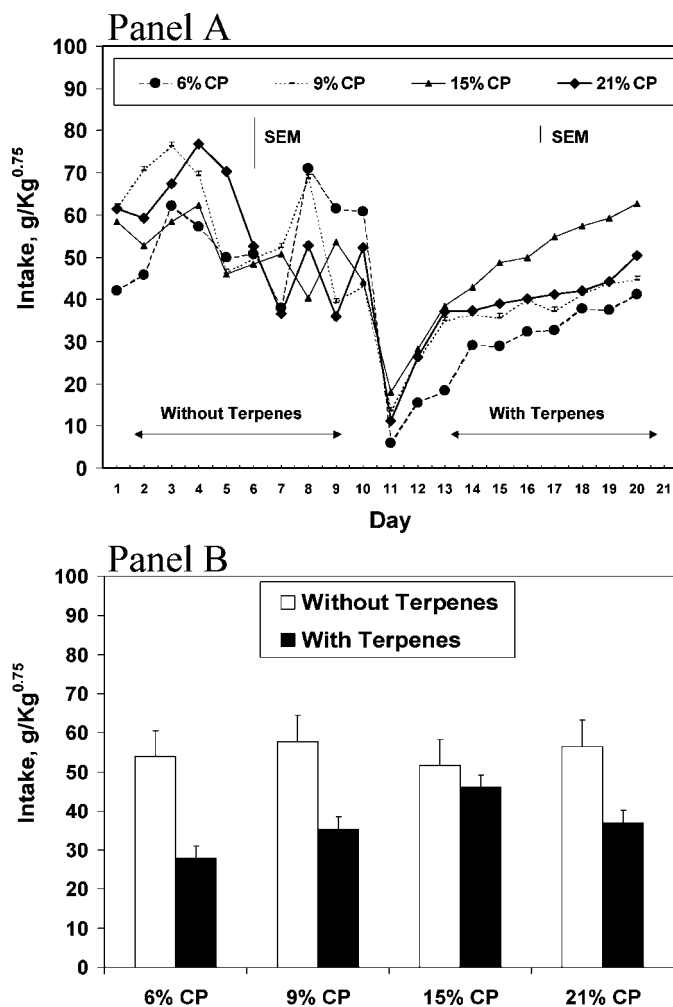 Panel A
100
90
80
70
60
50
40
30
20
10
0
Intake, g/Kg^0.75
6% CP 9% CP 15% CP 21% CP
SEM SEM
Without Terpenes With Terpenes
1 2 3 4 5 6 7 8 9 10 11 12 13 14 15 16 17 18 19 20 21
Day
Panel B
100
90
80
70
60
50
40
30
20
10
0
Intake, g/Kg^0.75
Without Terpenes
With Terpenes
6% CP 9% CP 15% CP 21% CP